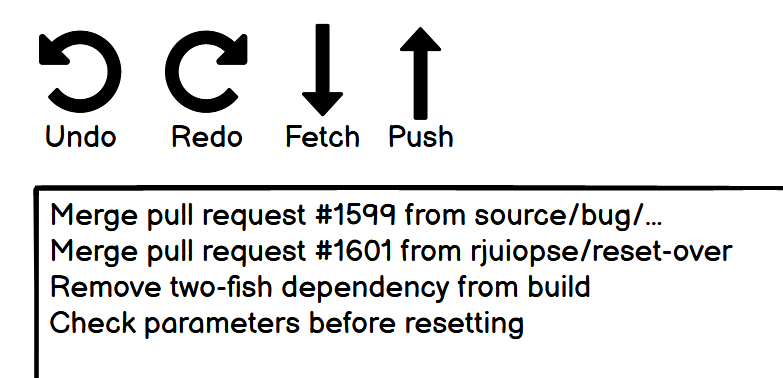 Undo Redo Fetch Push
Merge pull request #1599 from source/bug/...
Merge pull request #1601 from rjuiopse/reset-over
Remove two-fish dependency from build
Check parameters before resetting